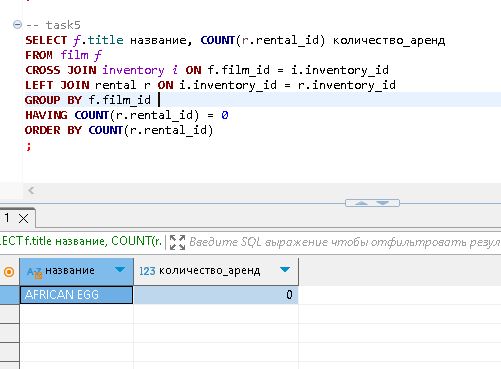 -- task5
SELECT f.title название, COUNT(r.rental_id) количество_аренд
FROM film f
CROSS JOIN inventory i ON f.film_id = i.inventory_id
LEFT JOIN rental r ON i.inventory_id = r.inventory_id
GROUP BY f.film_id
HAVING COUNT(r.rental_id) = 0
ORDER BY COUNT(r.rental_id)
;
1
LECT f.title название, COUNT(r. Введите SQL выражение чтобы отфильтровать резул
A-Z название 123 количество_аренд
AFRICAN EGG 0